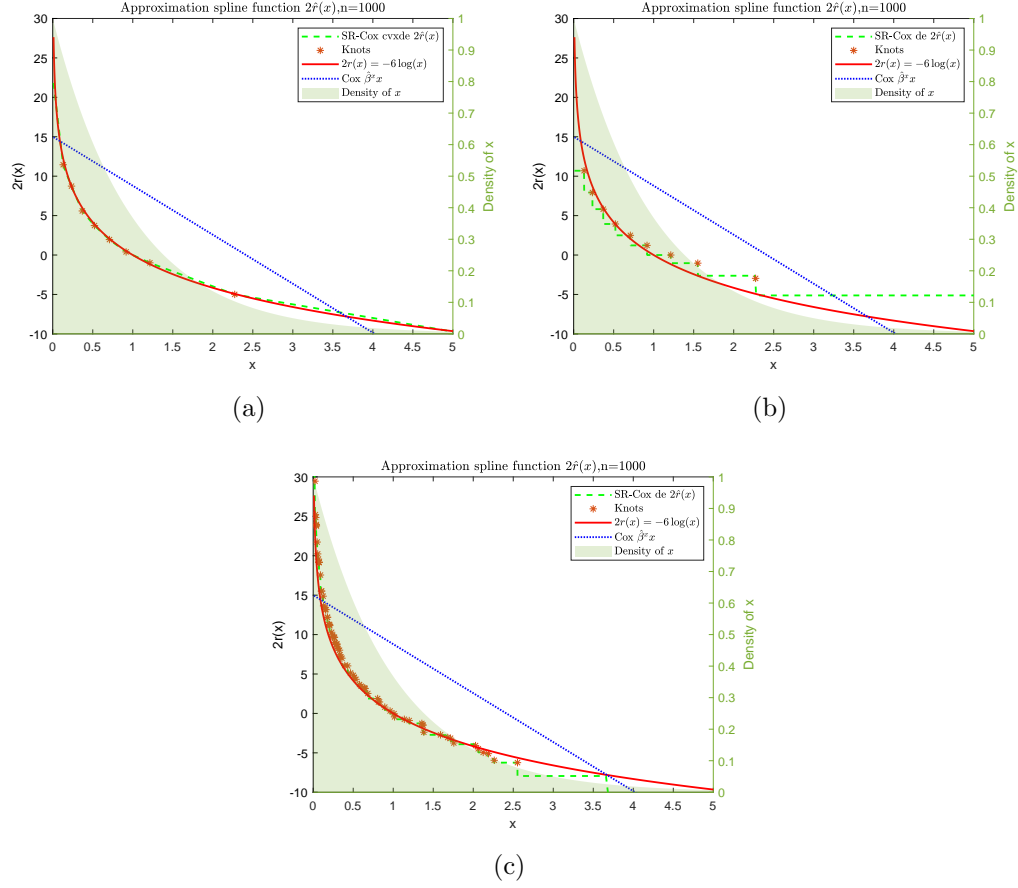 Approximation spline function 2r̂(x),n=1000
SR-Cox cvxde 2r̂(x)
Knots
2r(x) = −6 log(x)
Cox β̂ˣx
Density of x
30
25
20
15
10
5
0
-5
-10
2r(x)
1
0.9
0.8
0.7
0.6
0.5
0.4
0.3
0.2
0.1
0
Density of x
0 0.5 1 1.5 2 2.5 3 3.5 4 4.5 5
x
(a)
Approximation spline function 2r̂(x),n=1000
SR-Cox de 2r̂(x)
Knots
2r(x) = −6 log(x)
Cox β̂ˣx
Density of x
30
25
20
15
10
5
0
-5
-10
2r(x)
1
0.9
0.8
0.7
0.6
0.5
0.4
0.3
0.2
0.1
0
Density of x
0 0.5 1 1.5 2 2.5 3 3.5 4 4.5 5
x
(b)
Approximation spline function 2r̂(x),n=1000
SR-Cox de 2r̂(x)
Knots
2r(x) = −6 log(x)
Cox β̂ˣx
Density of x
30
25
20
15
10
5
0
-5
-10
2r(x)
1
0.9
0.8
0.7
0.6
0.5
0.4
0.3
0.2
0.1
0
Density of x
0 0.5 1 1.5 2 2.5 3 3.5 4 4.5 5
x
(c)